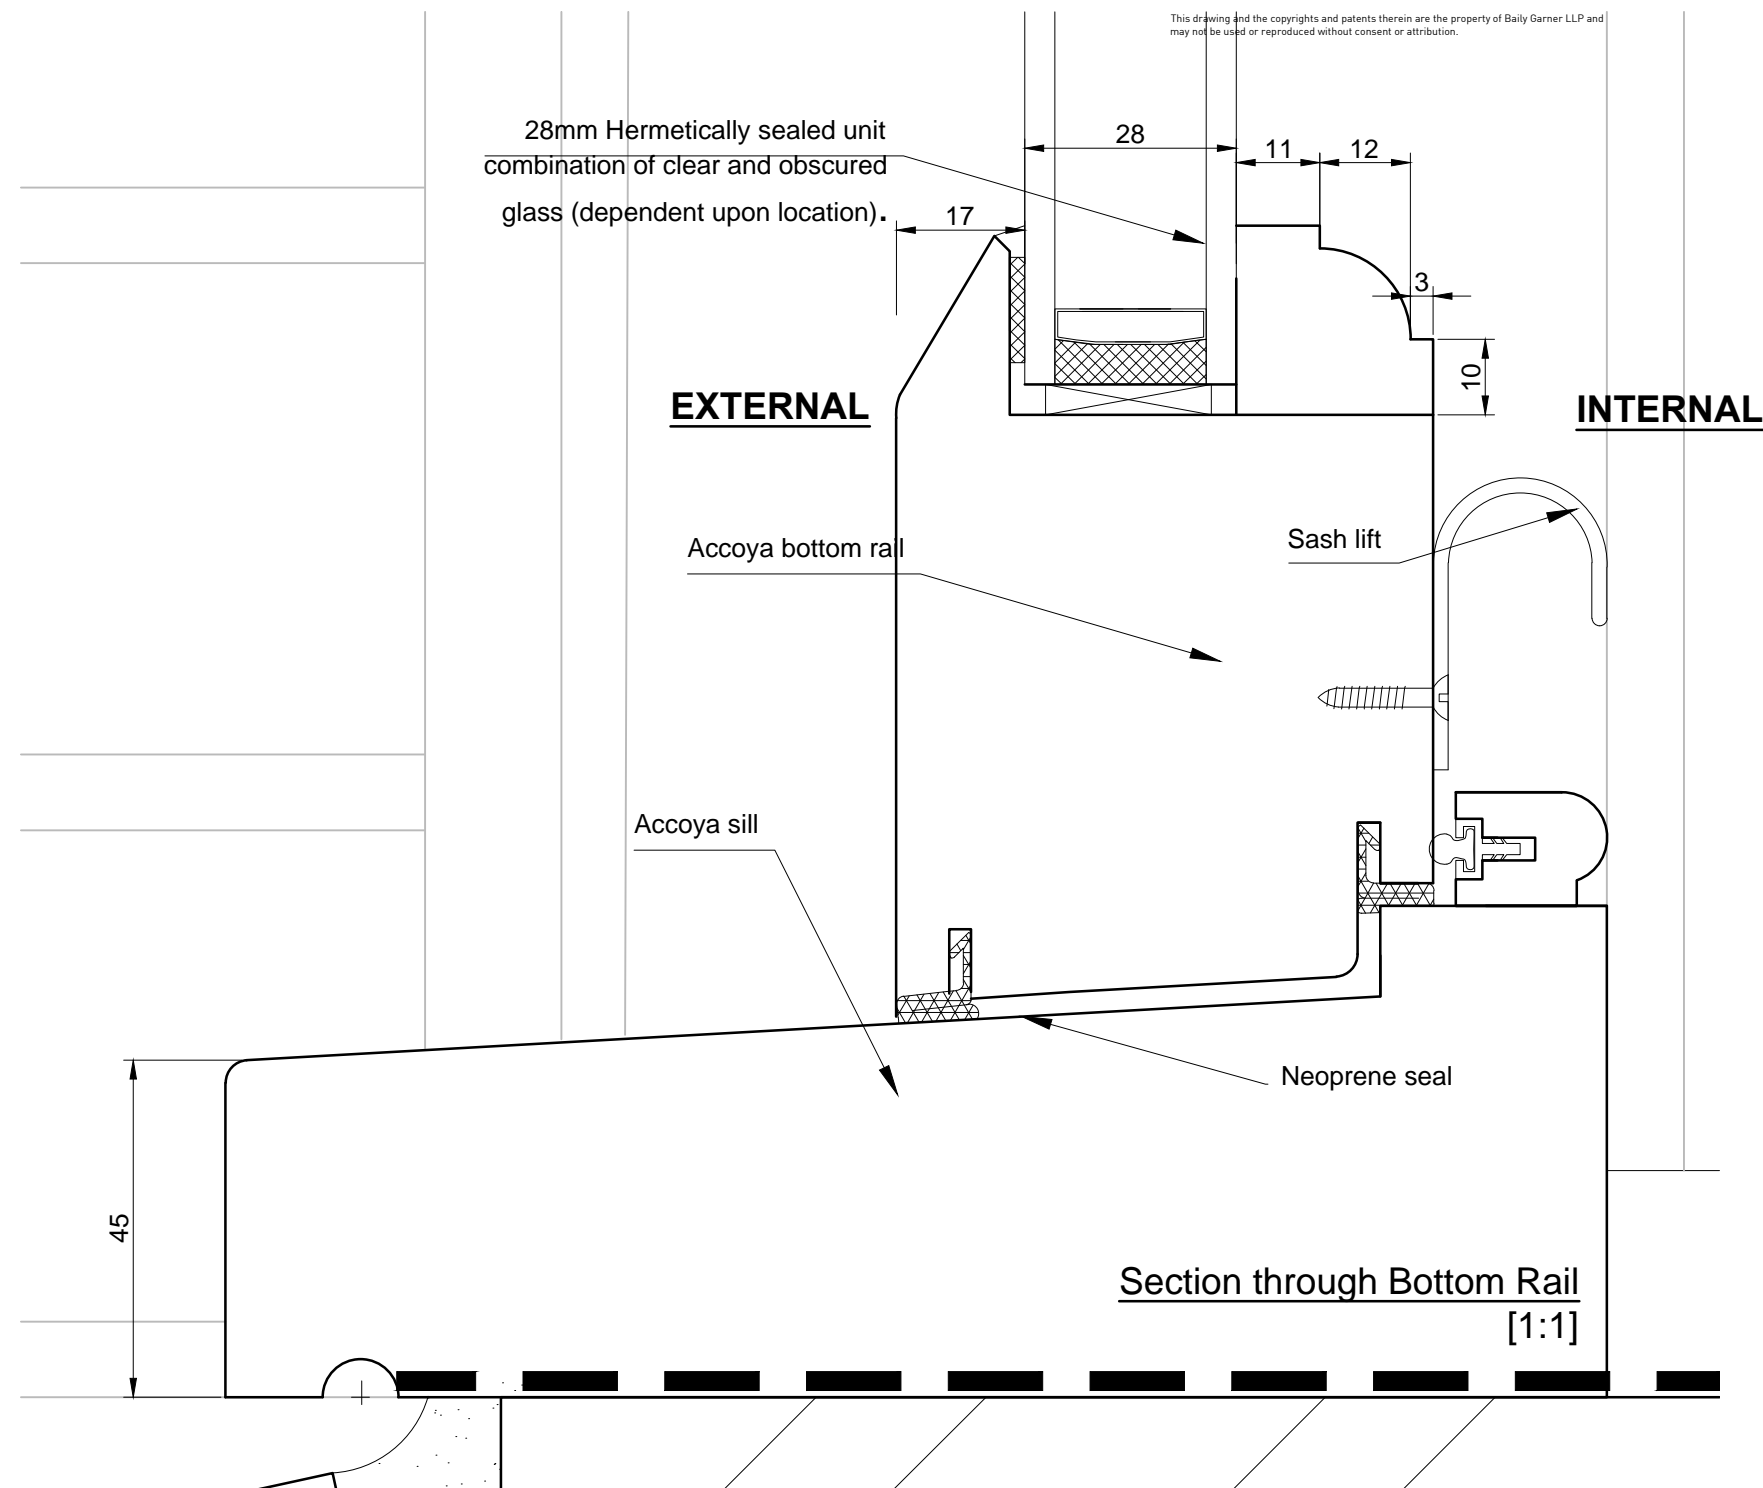 This drawing and the copyrights and patents therein are the property of Baily Garner LLP and
may not be used or reproduced without consent or attribution.
28mm Hermetically sealed unit
combination of clear and obscured
glass (dependent upon location).
28
11
12
17
3
10
EXTERNAL
INTERNAL
Accoya bottom rail
Sash lift
Accoya sill
Neoprene seal
45
Section through Bottom Rail
[1:1]